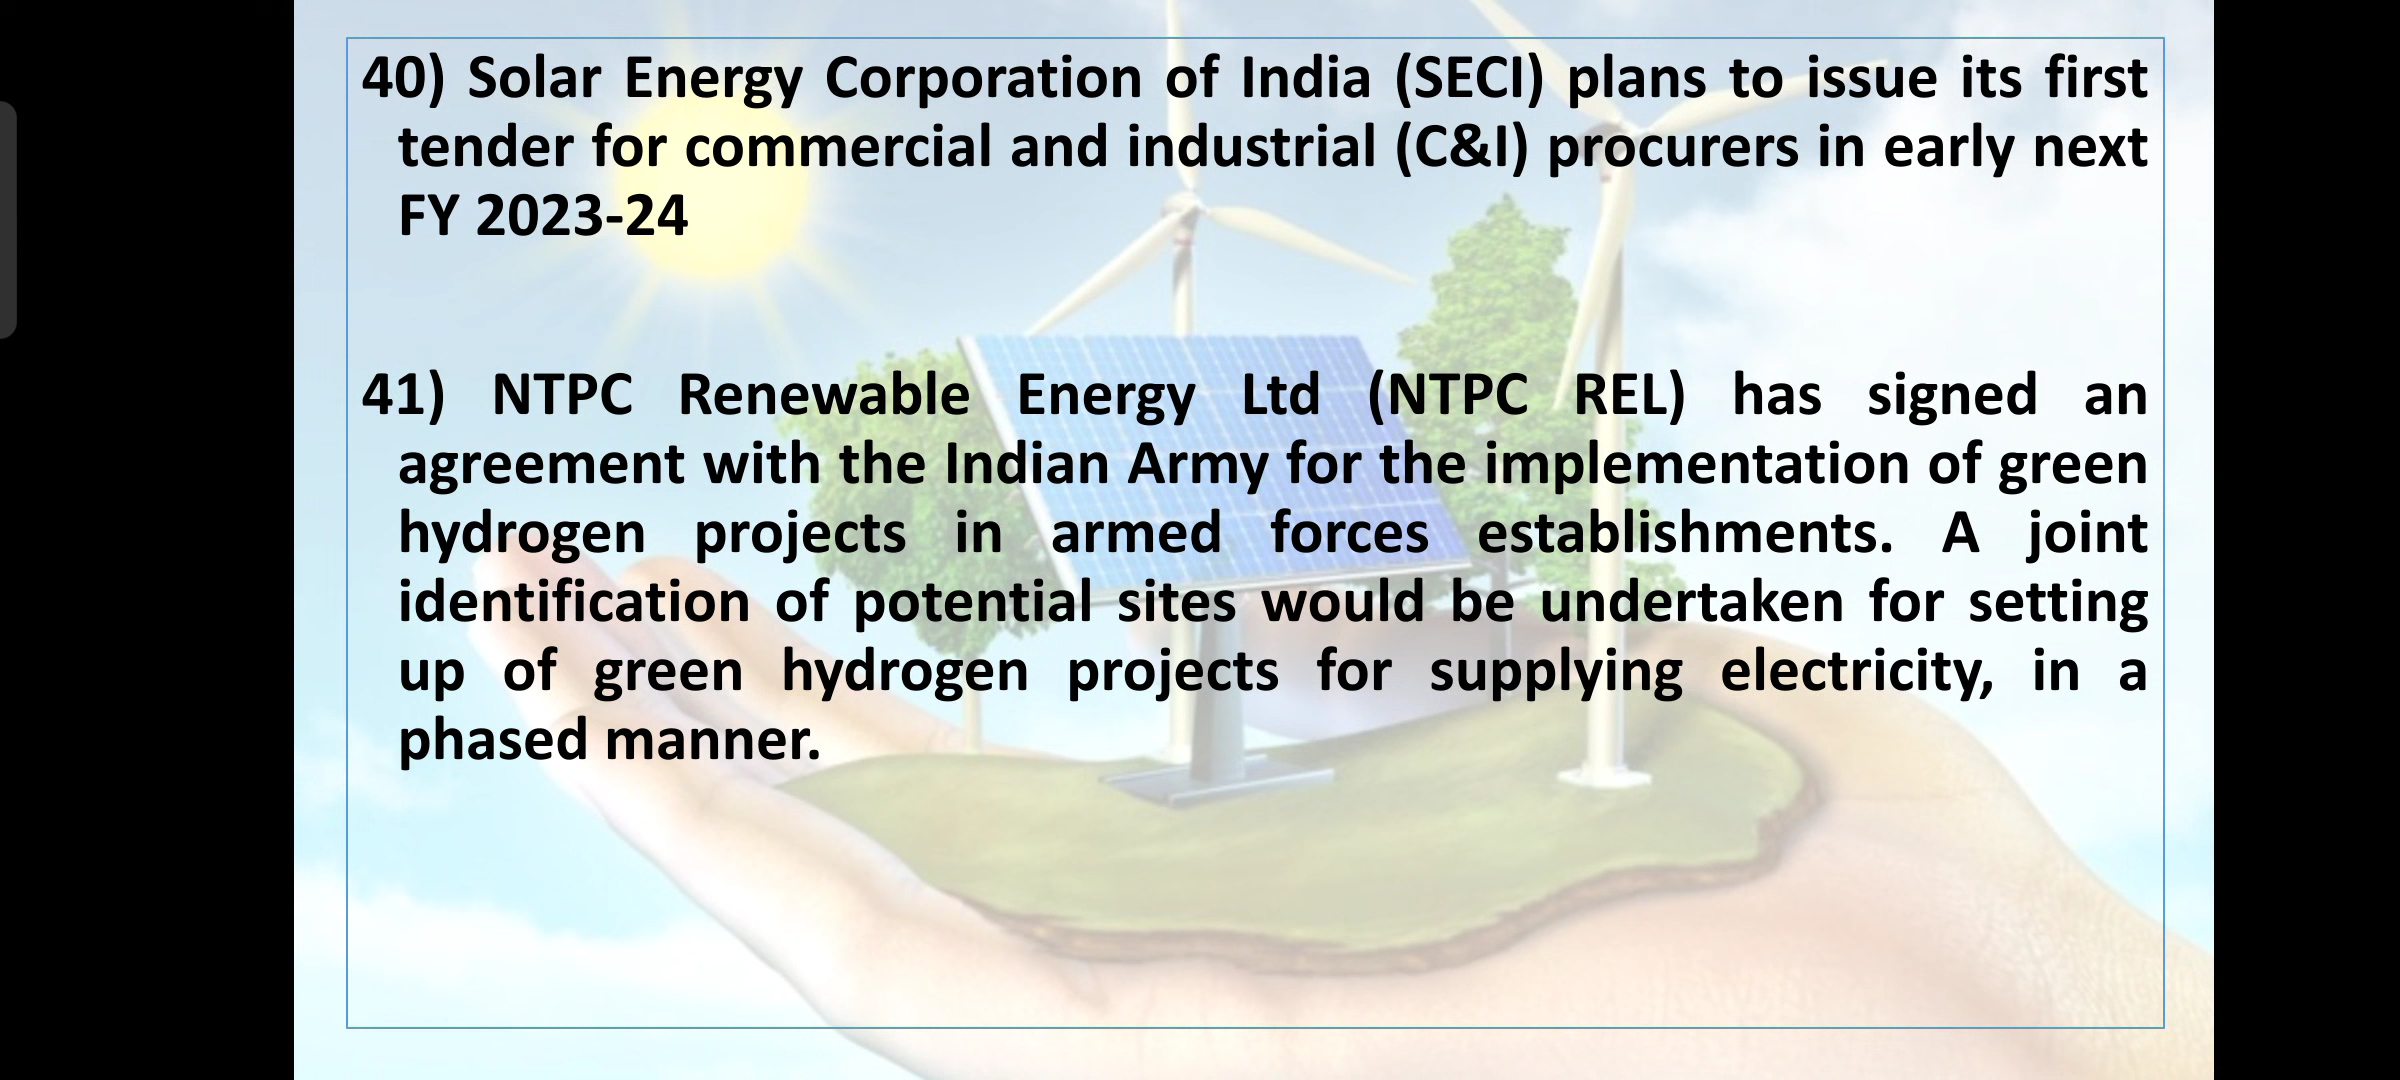 40) Solar Energy Corporation of India (SECI) plans to issue its first
tender for commercial and industrial (C&I) procurers in early next
FY 2023-24
41) NTPC Renewable Energy Ltd (NTPC REL) has signed an
agreement with the Indian Army for the implementation of green
hydrogen projects in armed forces establishments. A joint
identification of potential sites would be undertaken for setting
up of green hydrogen projects for supplying electricity, in a
phased manner.